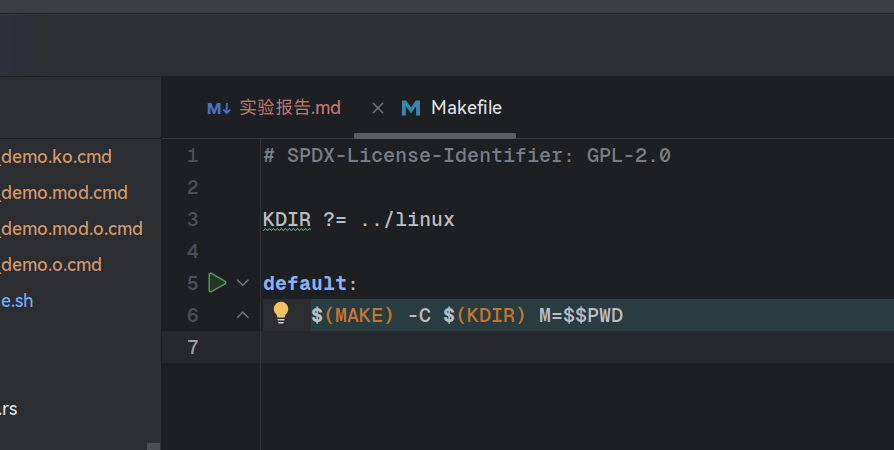 实验报告.md
Makefile
_demo.ko.cmd
_demo.mod.cmd
_demo.mod.o.cmd
_demo.o.cmd
e.sh
.rs
1 # SPDX-License-Identifier: GPL-2.0
2
3 KDIR ?= ../linux
4
5 default:
6 $(MAKE) -C $(KDIR) M=$$PWD
7